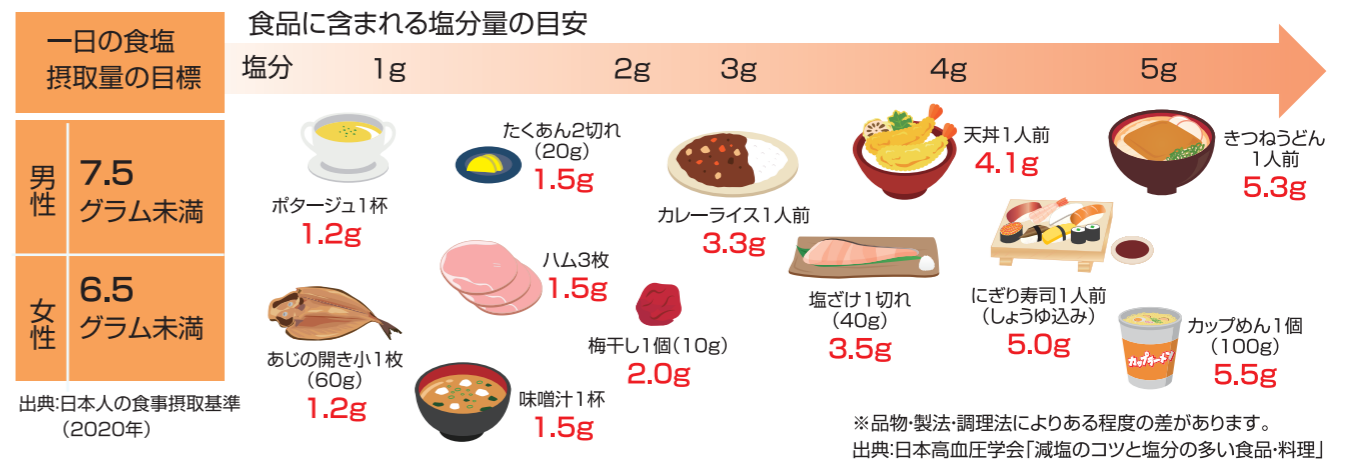 一日の食塩
摂取量の目標
男性
7.5
グラム未満
女性
6.5
グラム未満
出典:日本人の食事摂取基準
(2020年)
食品に含まれる塩分量の目安
塩分 1g 2g 3g 4g 5g
ポタージュ1杯
1.2g
たくあん2切れ
(20g)
1.5g
カレーライス1人前
3.3g
天丼1人前
4.1g
きつねうどん
1人前
5.3g
あじの開き小1枚
(60g)
1.2g
ハム3枚
1.5g
味噌汁1杯
1.5g
梅干し1個(10g)
2.0g
塩ざけ1切れ
(40g)
3.5g
にぎり寿司1人前
(しょうゆ込み)
5.0g
カップラーメン
カップめん1個
(100g)
5.5g
※品物・製法・調理法によりある程度の差があります。
出典:日本高血圧学会「減塩のコツと塩分の多い食品・料理」